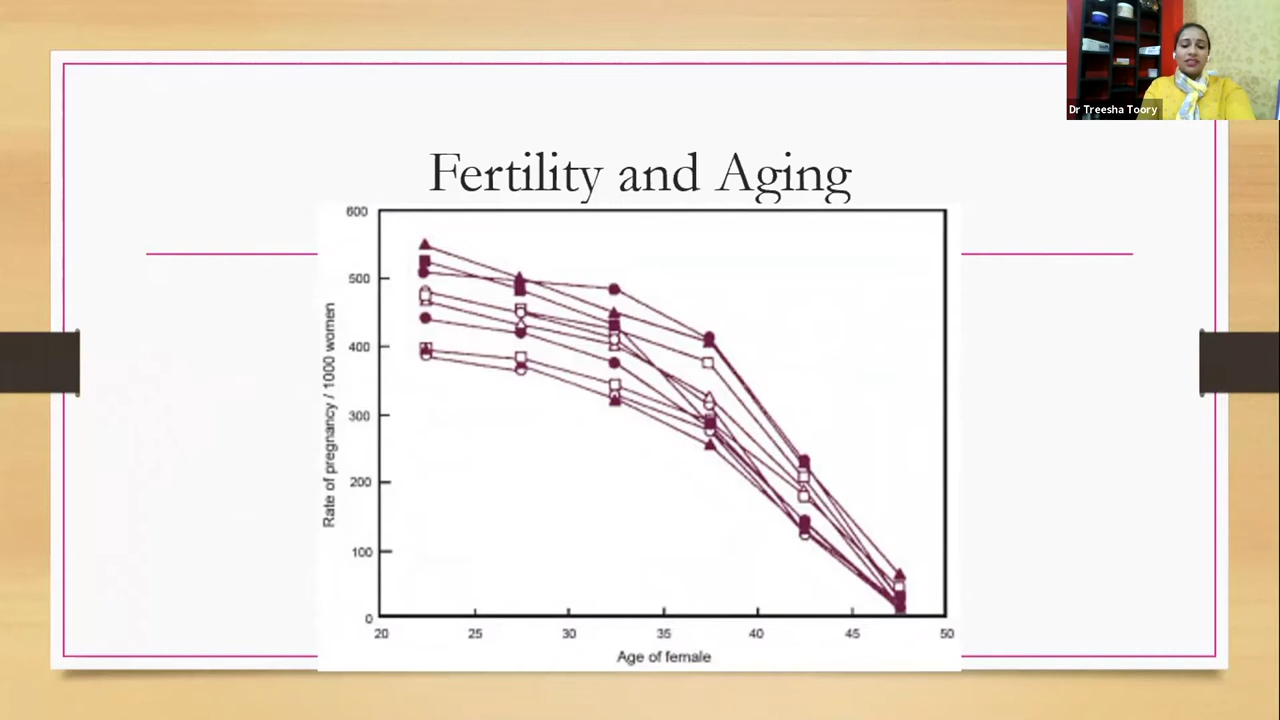 Dr Treesha Toory
Fertility and Aging
600
500
400
300
200
100
0
Rate of pregnancy / 1000 women
20 25 30 35 40 45 50
Age of female